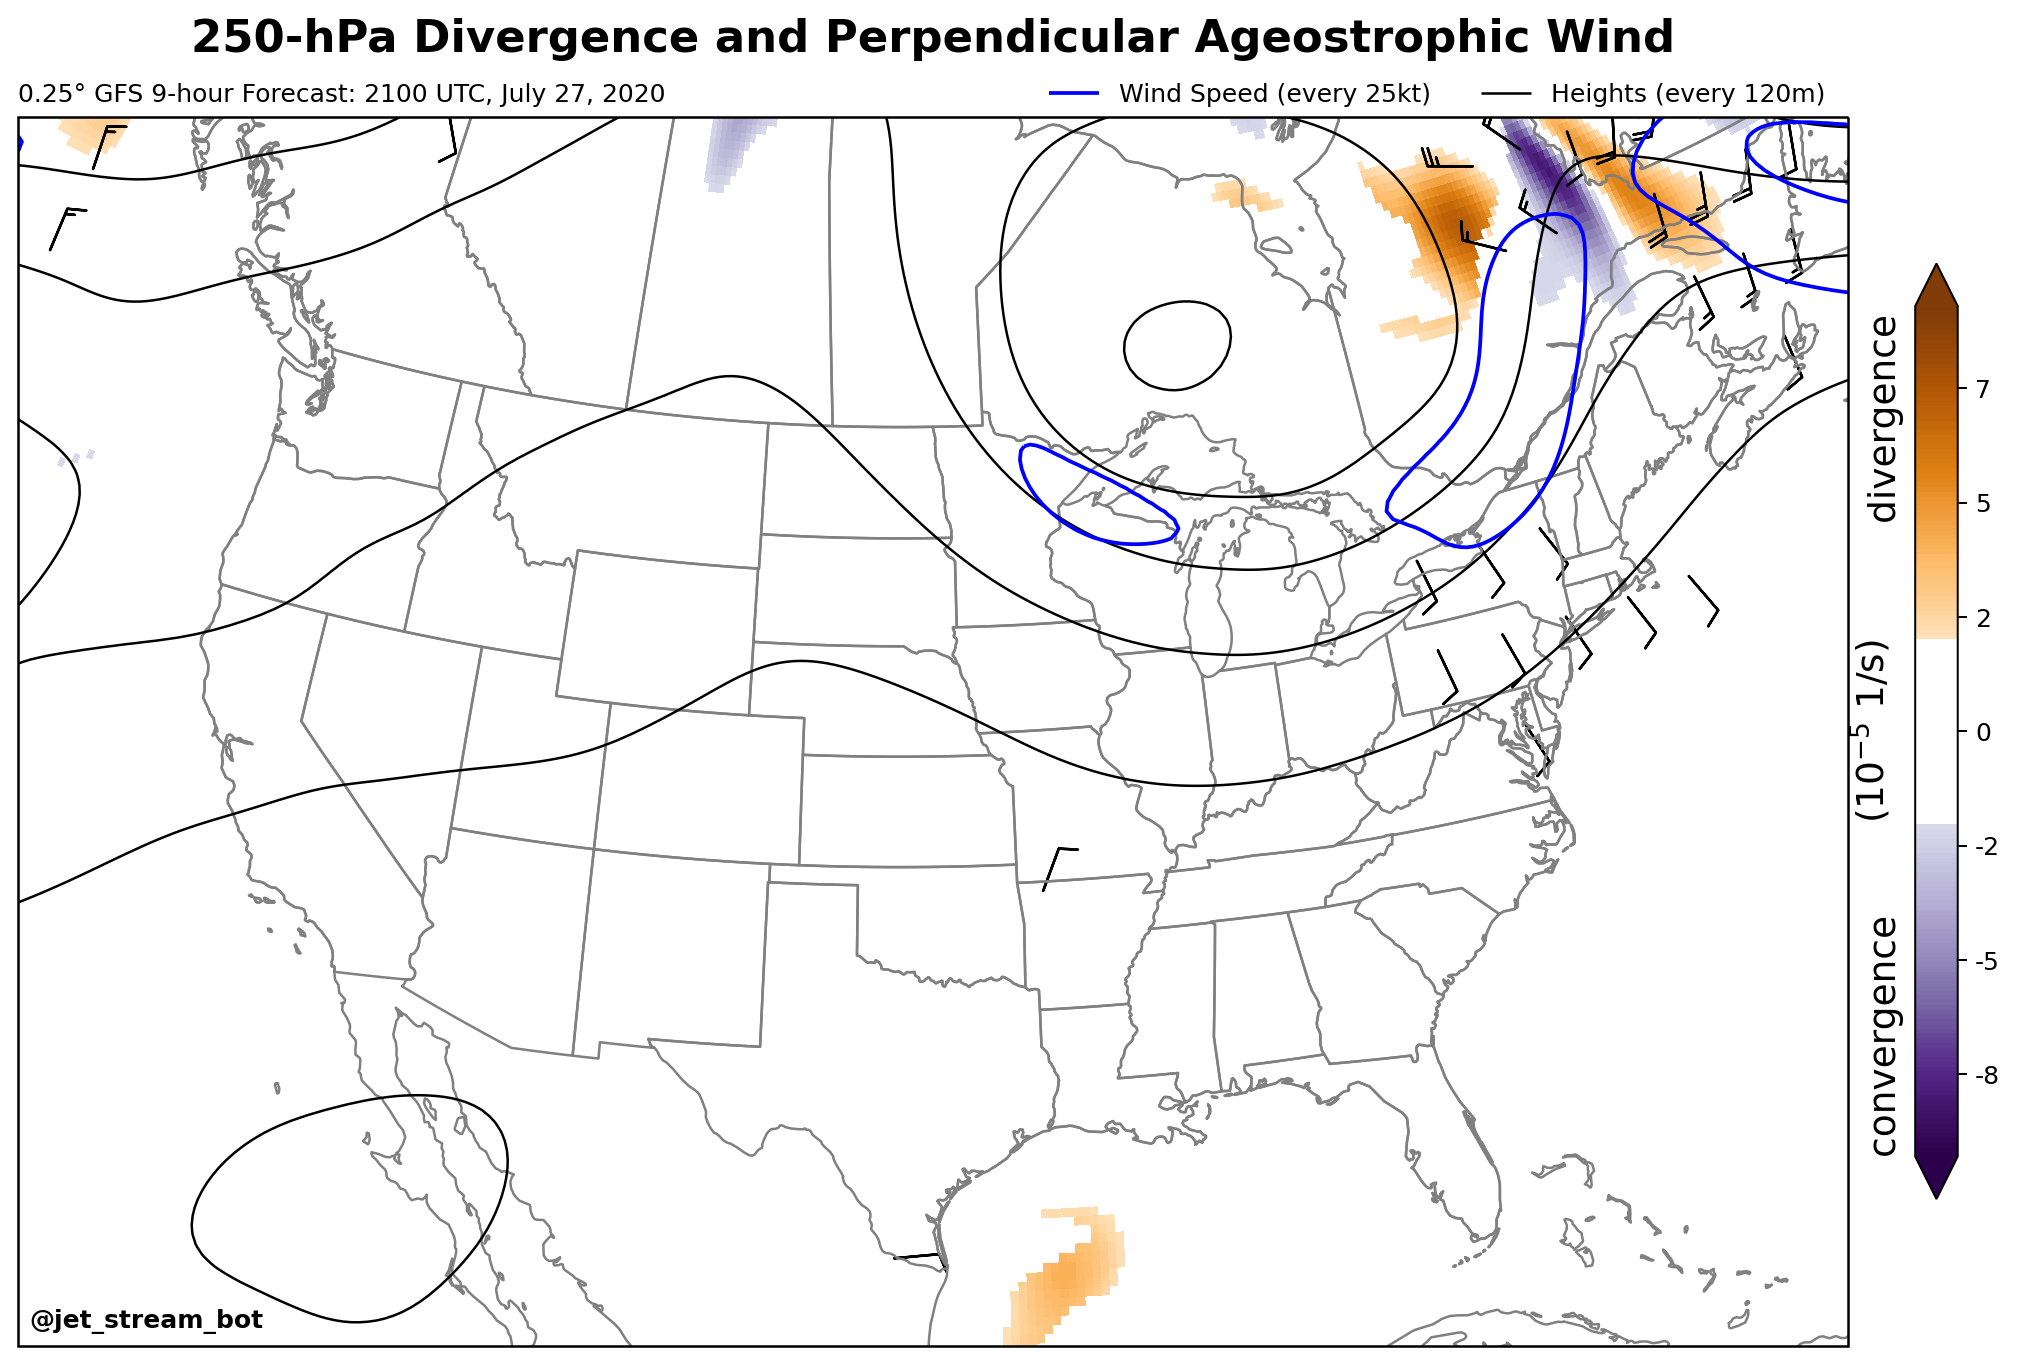 250-hPa Divergence and Perpendicular Ageostrophic Wind
0.25° GFS 9-hour Forecast: 2100 UTC, July 27, 2020
Wind Speed (every 25kt)
Heights (every 120m)
divergence
(10⁻⁵ 1/s)
convergence
7
5
2
0
-2
-5
-8
@jet_stream_bot